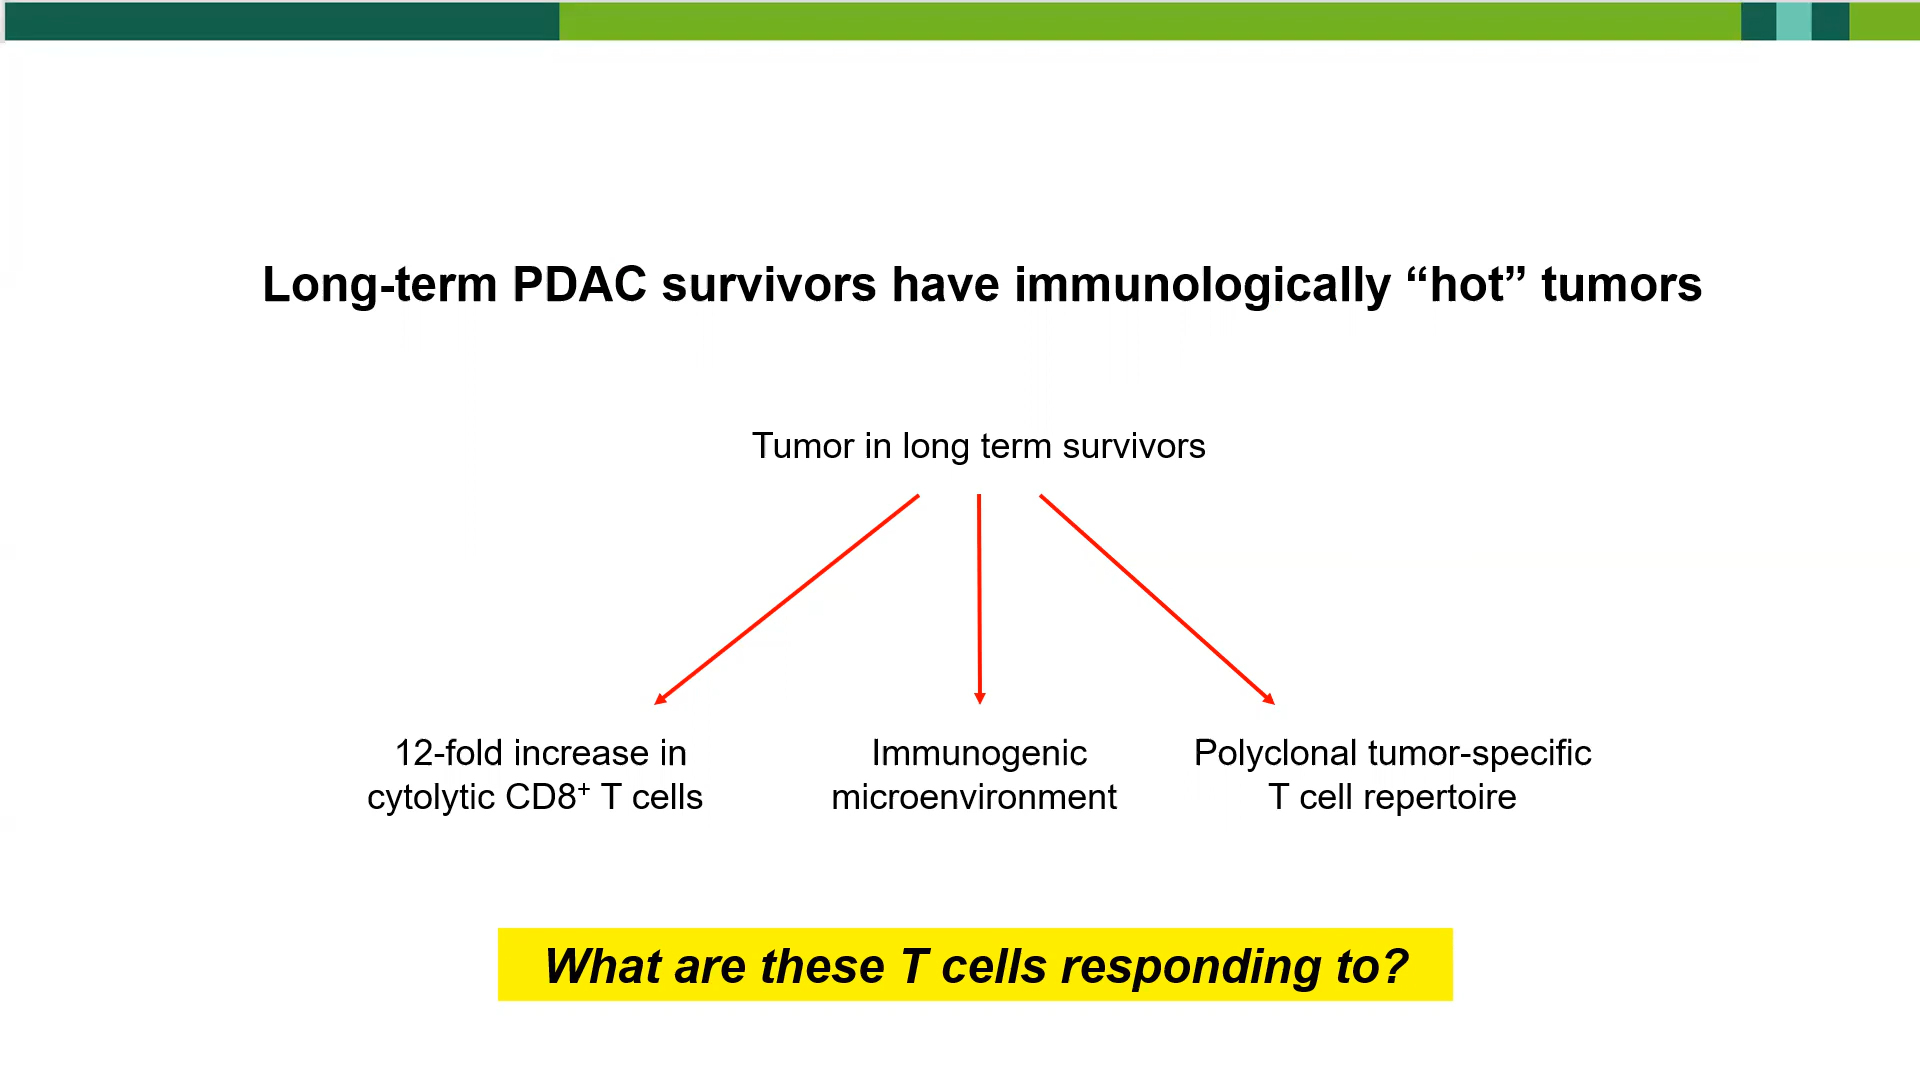 Long-term PDAC survivors have immunologically “hot” tumors
Tumor in long term survivors
12-fold increase in
cytolytic CD8⁺ T cells
Immunogenic
microenvironment
Polyclonal tumor-specific
T cell repertoire
What are these T cells responding to?